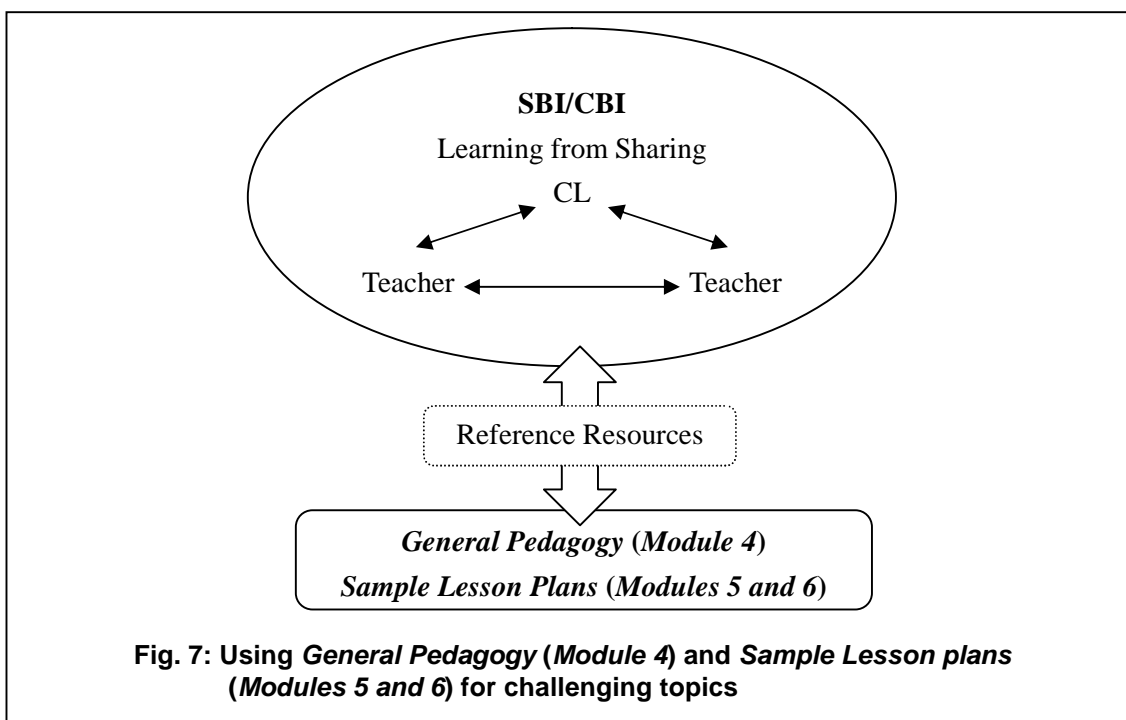 SBI/CBI
Learning from Sharing
CL
Teacher Teacher
Reference Resources
General Pedagogy (Module 4)
Sample Lesson Plans (Modules 5 and 6)
Fig. 7: Using General Pedagogy (Module 4) and Sample Lesson plans
(Modules 5 and 6) for challenging topics